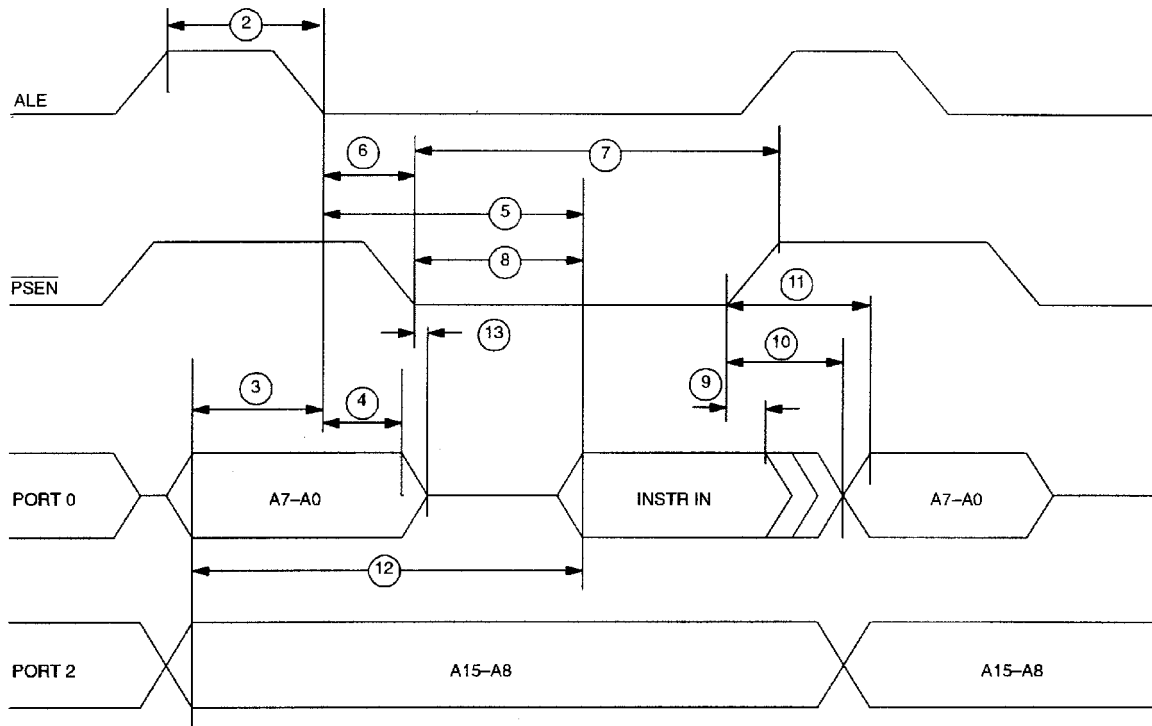 2
ALE
6
7
5
PSEN
8
11
13
10
9
3
4
PORT 0
A7–A0
INSTR IN
A7–A0
12
PORT 2
A15–A8
A15–A8